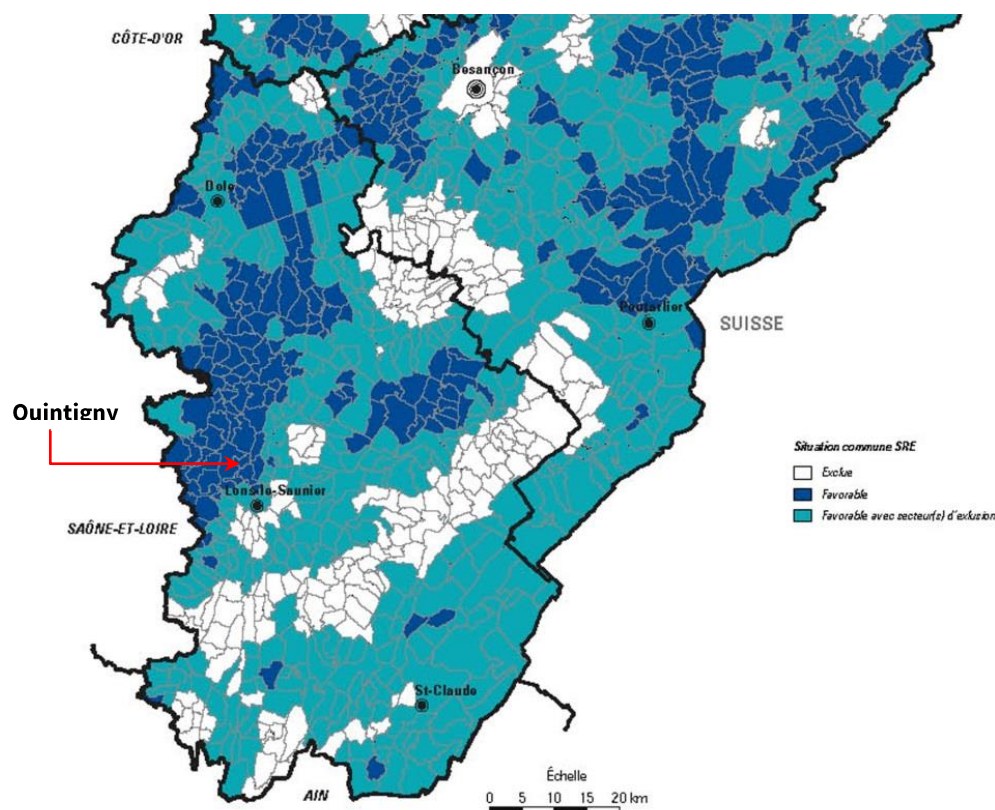 CÔTE-D'OR
Besançon
Dole
Pontarlier
SUISSE
Quintigny
Situation commune SRE
Exclue
Favorable
Favorable avec secteur(s) d'exlusion
Lons-le-Saunier
SAÔNE-ET-LOIRE
St-Claude
AIN
Échelle
0 5 10 15 20 km